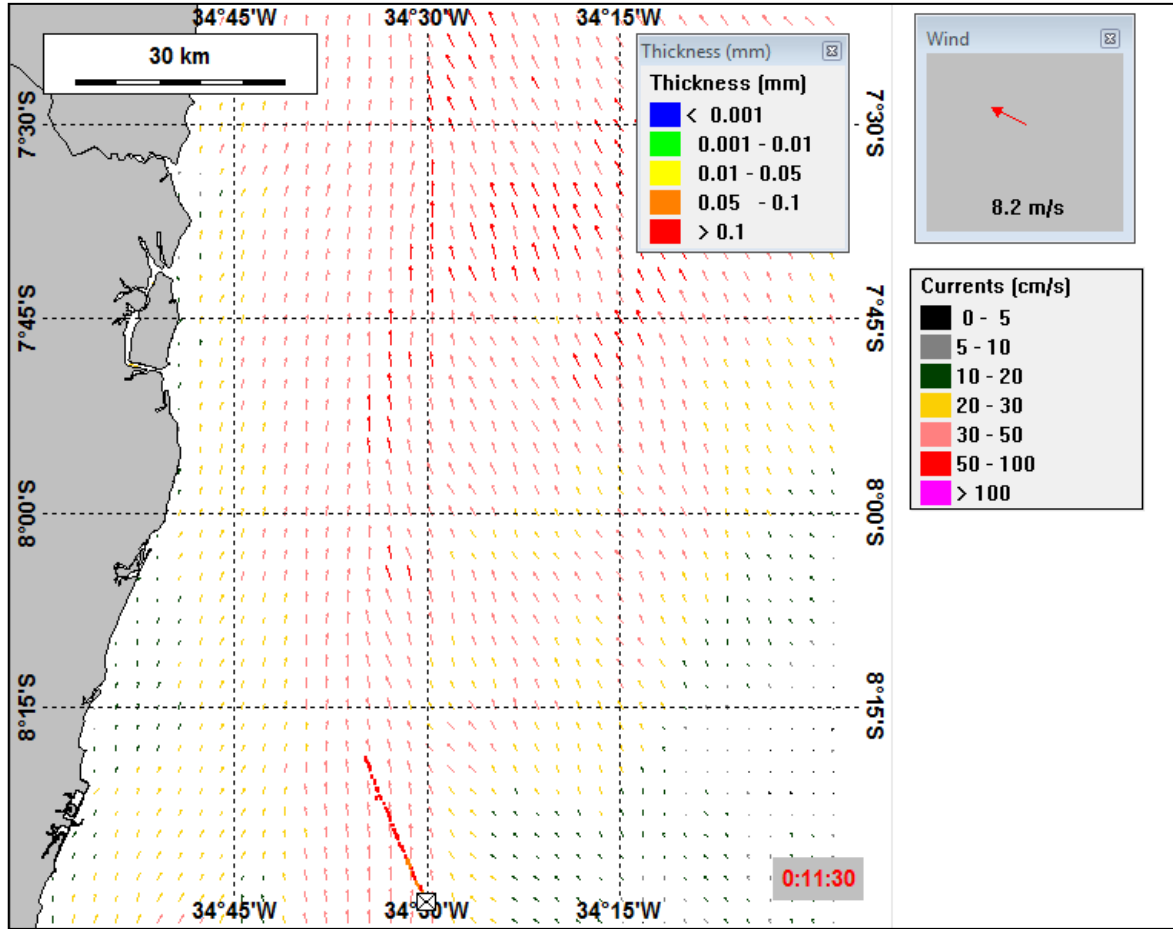 34°45'W 34°30'W 34°15'W
30 km
7°30'S
7°30'S
7°45'S
7°45'S
8°00'S
8°00'S
8°15'S
8°15'S
34°45'W 34°30'W 34°15'W
0:11:30
Thickness (mm)
Thickness (mm)
< 0.001
0.001 - 0.01
0.01 - 0.05
0.05 - 0.1
> 0.1
Wind
8.2 m/s
Currents (cm/s)
0 - 5
5 - 10
10 - 20
20 - 30
30 - 50
50 - 100
> 100